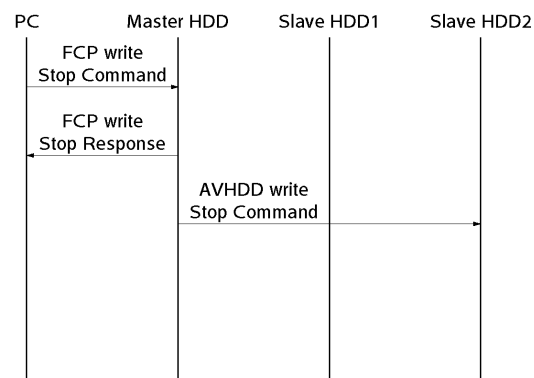 PC Master HDD Slave HDD1 Slave HDD2
FCP write
Stop Command
FCP write
Stop Response
AVHDD write
Stop Command